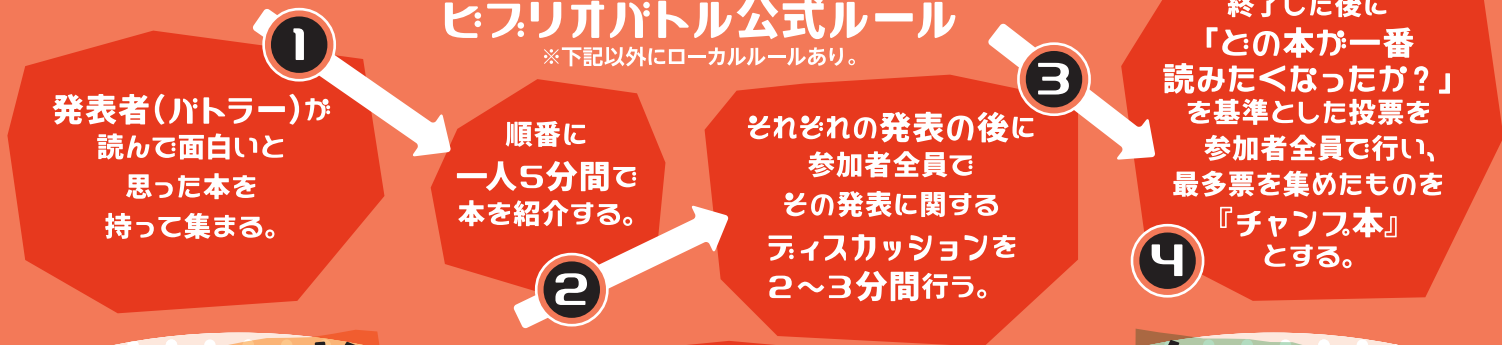 ビブリオバトル公式ルール
※下記以外にローカルルールあり。
1
発表者(バトラー)が
読んで面白いと
思った本を
持って集まる。
2
順番に
一人5分間で
本を紹介する。
3
それぞれの発表の後に
参加者全員で
その発表に関する
ディスカッションを
2〜3分間行う。
4
終了した後に
「どの本が一番
読みたくなったか?」
を基準とした投票を
参加者全員で行い、
最多票を集めたものを
『チャンプ本』
とする。